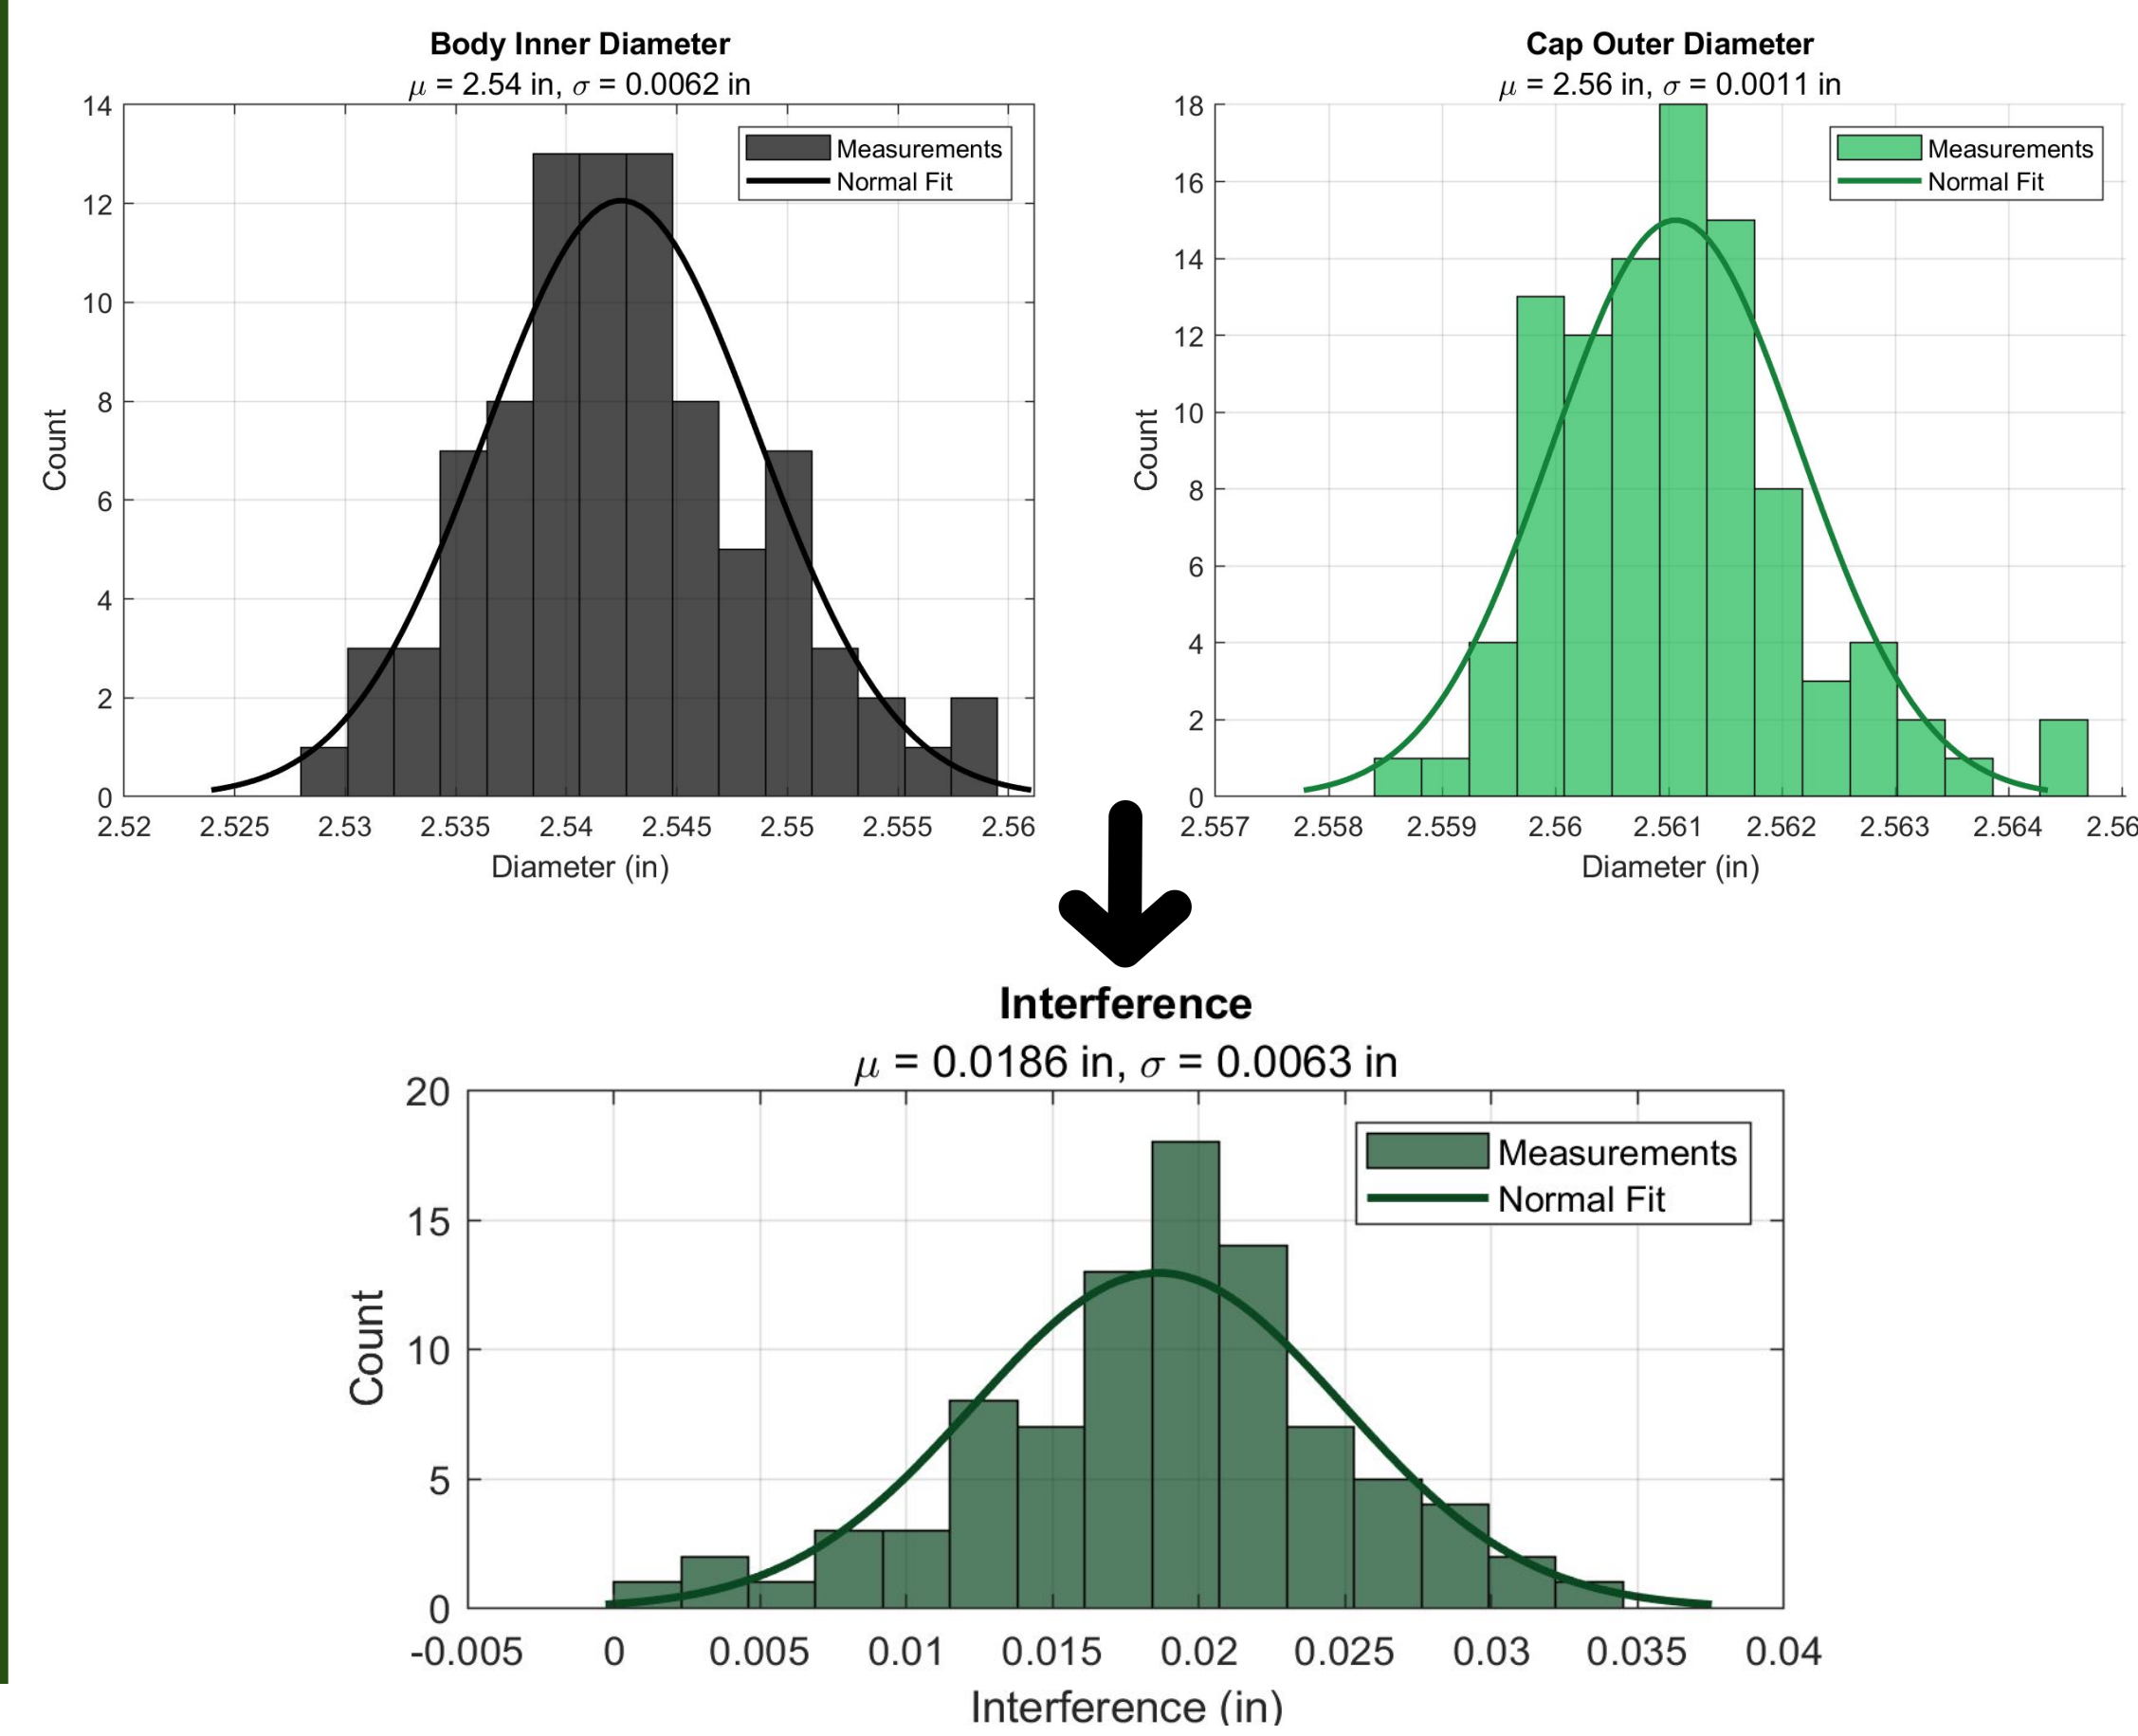 Body Inner Diameter
μ = 2.54 in, σ = 0.0062 in
14
12
10
8
6
4
2
0
Count
Measurements
Normal Fit
2.52 2.525 2.53 2.535 2.54 2.545 2.55 2.555 2.56
Diameter (in)
Cap Outer Diameter
μ = 2.56 in, σ = 0.0011 in
18
16
14
12
10
8
6
4
2
0
Count
Measurements
Normal Fit
2.557 2.558 2.559 2.56 2.561 2.562 2.563 2.564 2.56
Diameter (in)
Interference
μ = 0.0186 in, σ = 0.0063 in
20
15
10
5
0
Count
Measurements
Normal Fit
-0.005 0 0.005 0.01 0.015 0.02 0.025 0.03 0.035 0.04
Interference (in)